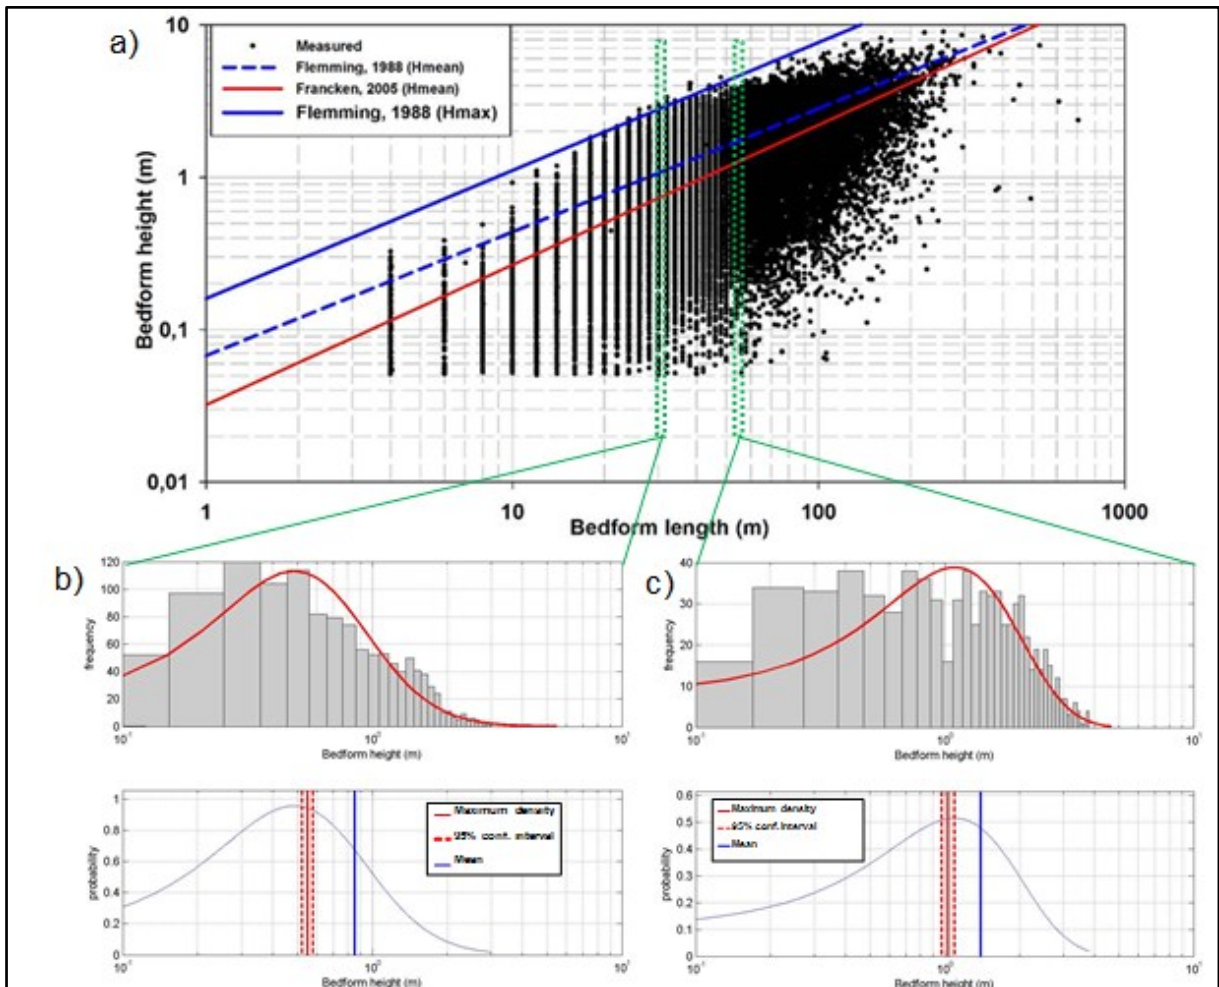 a)
Measured
Flemming, 1988 (Hmean)
Francken, 2005 (Hmean)
Flemming, 1988 (Hmax)
10
1
0,1
0,01
Bedform height (m)
1 10 100 1000
Bedform length (m)
b)
120
100
80
60
40
20
0
frequency
10⁰
Bedform height (m)
c)
40
30
20
10
0
frequency
10⁰
Bedform height (m)
1
0.8
0.6
0.4
0.2
0
probability
Maximum density
95% conf. interval
Mean
10⁰
Bedform height (m)
0.6
0.5
0.4
0.3
0.2
0.1
0
probability
Maximum density
95% conf.interval
Mean
10⁰
Bedform height (m)